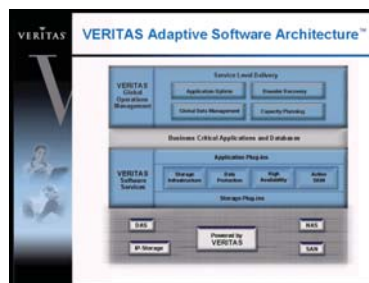 VERITAS
VERITAS Adaptive Software Architecture™
VERITAS
Global
Operations
Management
Service Level Delivery
Application Uptime
Disaster Recovery
Global Data Management
Capacity Planning
Business Critical Applications and Databases
VERITAS
Software
Services
Application Plug-ins
Storage
Infrastructure
Data
Protection
High
Availability
Active
SRM
Storage Plug-ins
DAS
NAS
Powered by
VERITAS
IP-Storage
SAN